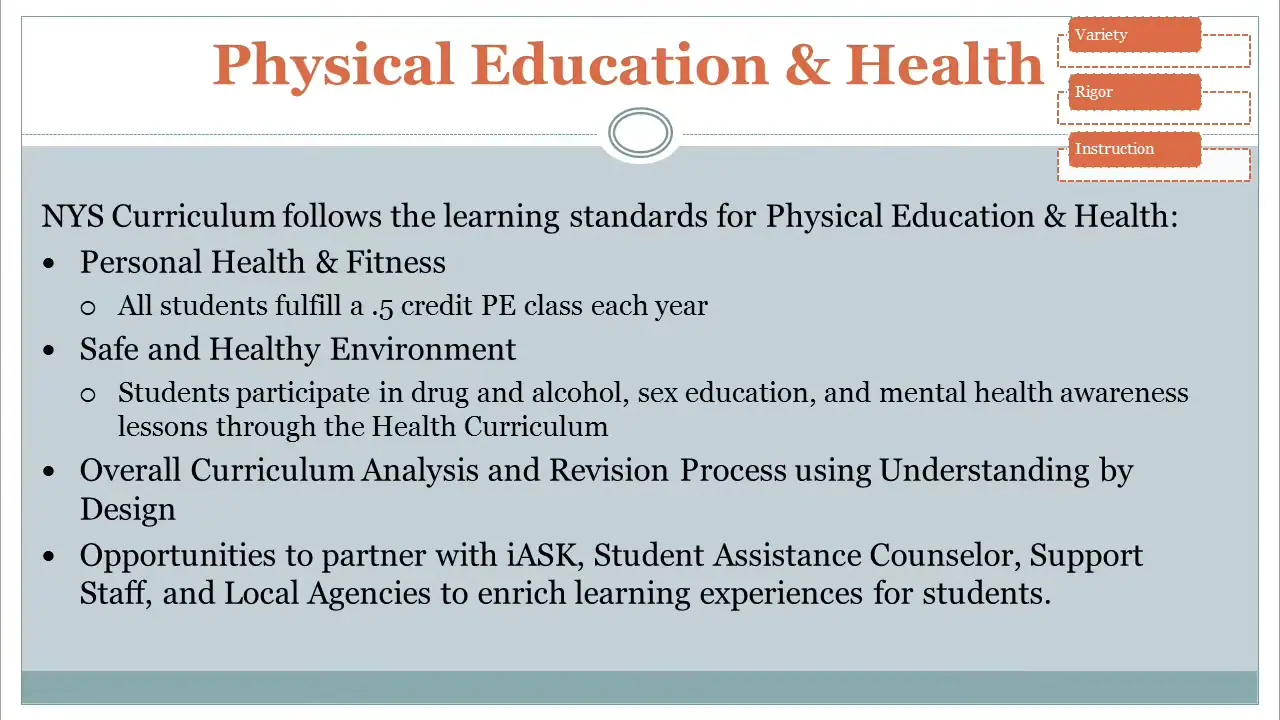 Physical Education & Health
Variety
Rigor
Instruction
NYS Curriculum follows the learning standards for Physical Education & Health:
• Personal Health & Fitness
○ All students fulfill a .5 credit PE class each year
• Safe and Healthy Environment
○ Students participate in drug and alcohol, sex education, and mental health awareness
lessons through the Health Curriculum
• Overall Curriculum Analysis and Revision Process using Understanding by
Design
• Opportunities to partner with iASK, Student Assistance Counselor, Support
Staff, and Local Agencies to enrich learning experiences for students.